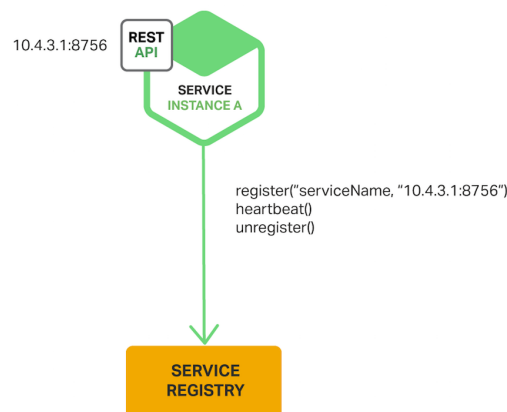 10.4.3.1:8756
REST
API
SERVICE
INSTANCE A
register("serviceName, "10.4.3.1:8756")
heartbeat()
unregister()
SERVICE
REGISTRY